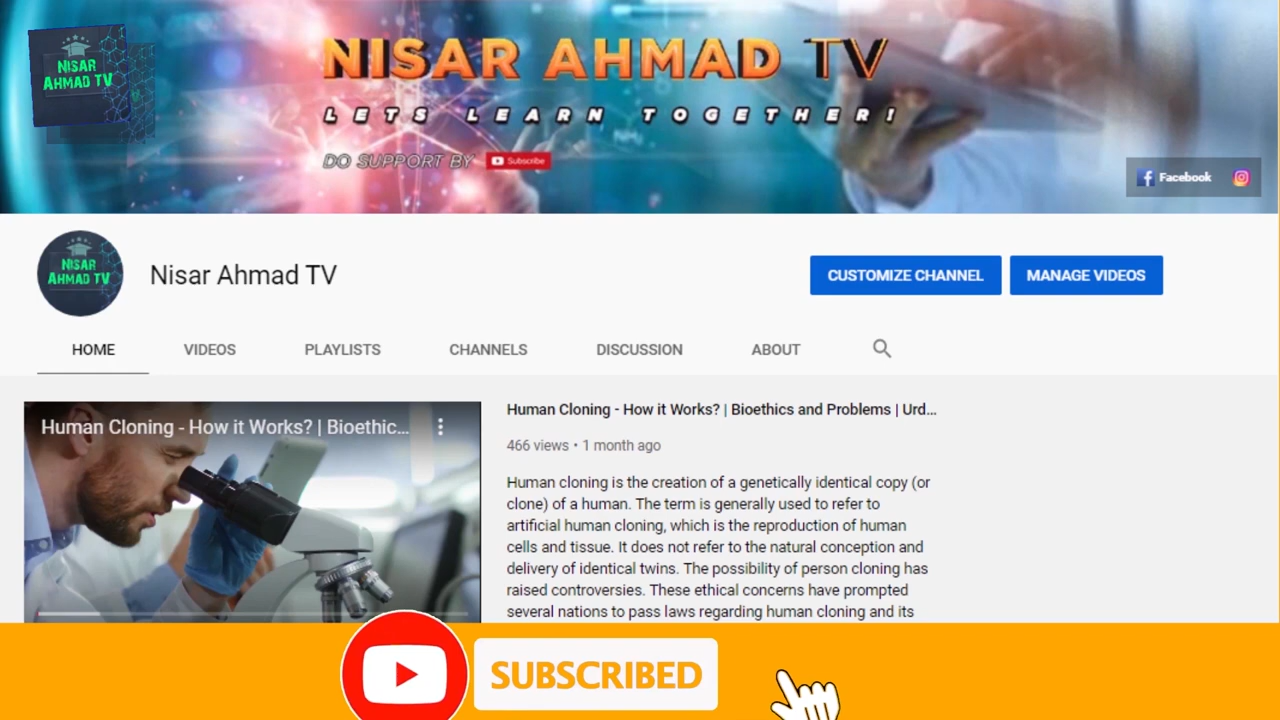 NISAR
AHMAD TV
NISAR AHMAD TV
LETS LEARN TOGETHER!
DO SUPPORT BY Subscribe
Facebook
NISAR
AHMAD TV
Nisar Ahmad TV
CUSTOMIZE CHANNEL
MANAGE VIDEOS
HOME VIDEOS PLAYLISTS CHANNELS DISCUSSION ABOUT
Human Cloning - How it Works? | Bioethic...
Human Cloning - How it Works? | Bioethics and Problems | Urd...
466 views • 1 month ago
Human cloning is the creation of a genetically identical copy (or
clone) of a human. The term is generally used to refer to
artificial human cloning, which is the reproduction of human
cells and tissue. It does not refer to the natural conception and
delivery of identical twins. The possibility of person cloning has
raised controversies. These ethical concerns have prompted
several nations to pass laws regarding human cloning and its
SUBSCRIBED